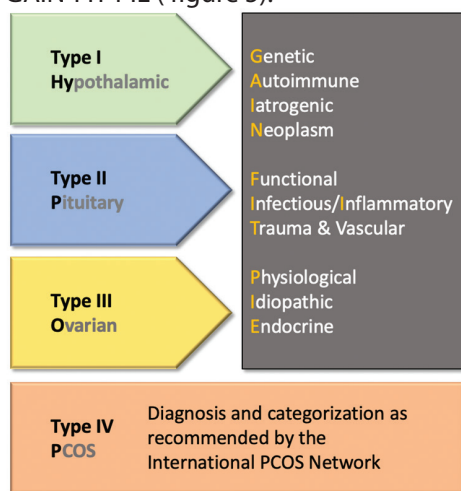 Type I
Hypothalamic
Type II
Pituitary
Type III
Ovarian
Genetic
Autoimmune
Iatrogenic
Neoplasm
Functional
Infectious/Inflammatory
Trauma & Vascular
Physiological
Idiopathic
Endocrine
Type IV
PCOS
Diagnosis and categorization as
recommended by the
International PCOS Network